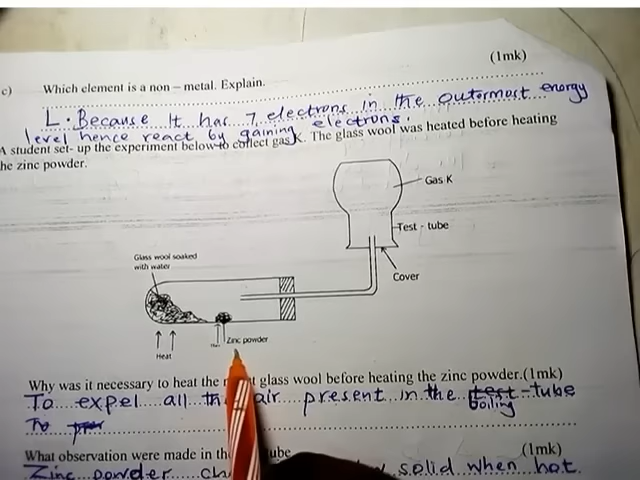 (1mk)
c) Which element is a non – metal. Explain.
L. Because It has 7 electrons in the outermost energy
level hence react by gaining electrons.
A student set- up the experiment below to collect gas K. The glass wool was heated before heating
he zinc powder.
Gas K
Test - tube
Glass wool soaked
with water
Cover
Zinc powder
Heat
Why was it necessary to heat the glass wool before heating the zinc powder.(1mk)
To expel all air present in the test-tube
boiling
To
What observation were made in ube (1mk)
Zinc powder solid when hot.